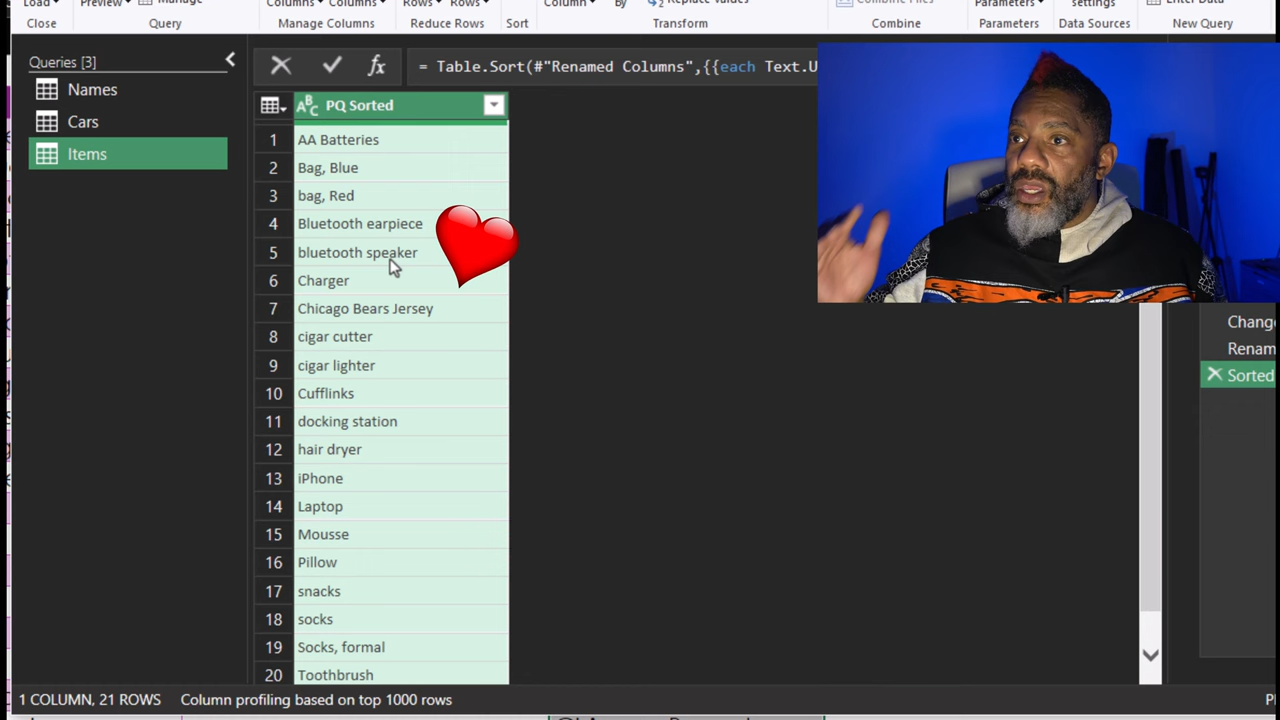 Load Preview Manage Columns Columns Rows Rows Column By Replace Values Combine Files Parameters settings Enter Data
Close Query Manage Columns Reduce Rows Sort Transform Combine Parameters Data Sources New Query
Queries [3]
= Table.Sort(#"Renamed Columns",{{each Text.U
Names
Cars
Items
PQ Sorted
1 AA Batteries
2 Bag, Blue
3 bag, Red
4 Bluetooth earpiece
5 bluetooth speaker
6 Charger
7 Chicago Bears Jersey
8 cigar cutter
9 cigar lighter
10 Cufflinks
11 docking station
12 hair dryer
13 iPhone
14 Laptop
15 Mousse
16 Pillow
17 snacks
18 socks
19 Socks, formal
20 Toothbrush
Change
Renam
Sorted
1 COLUMN, 21 ROWS Column profiling based on top 1000 rows